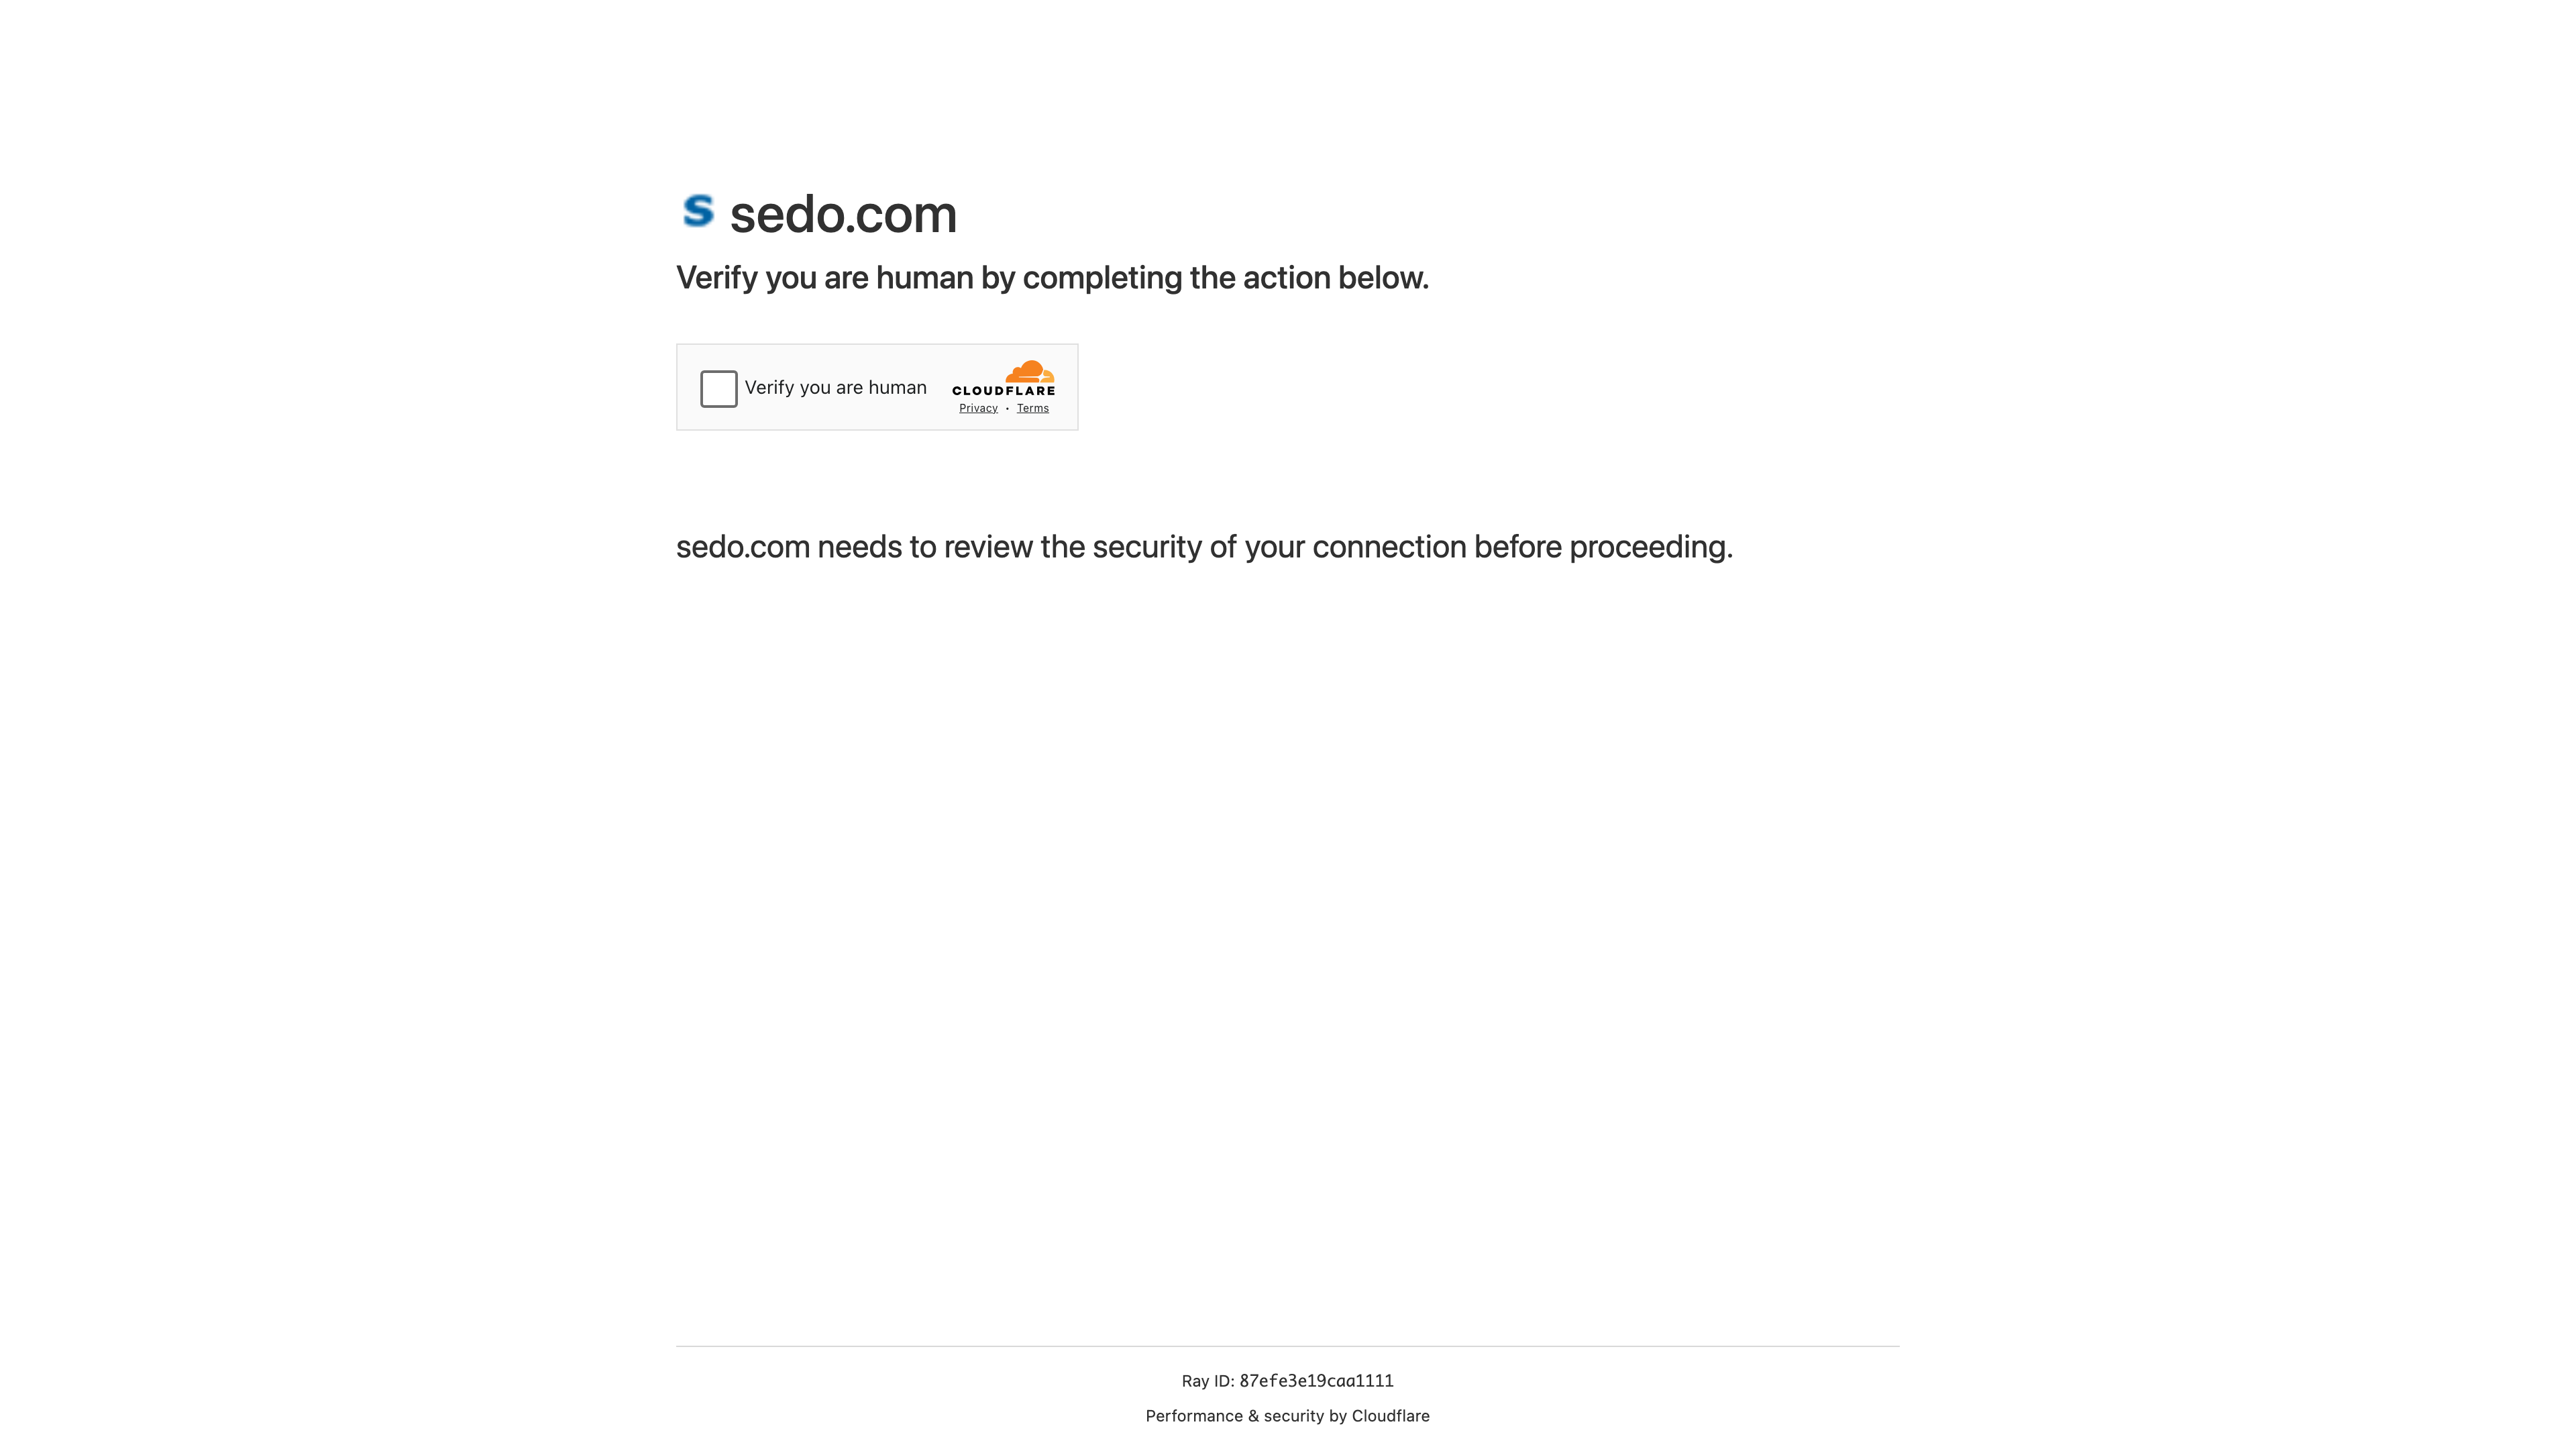 sedo.com
Verify you are human by completing the action below.
Verify you are human
CLOUDFLARE
Privacy • Terms
sedo.com needs to review the security of your connection before proceeding.
Ray ID: 87efe3e19caa1111
Performance & security by Cloudflare